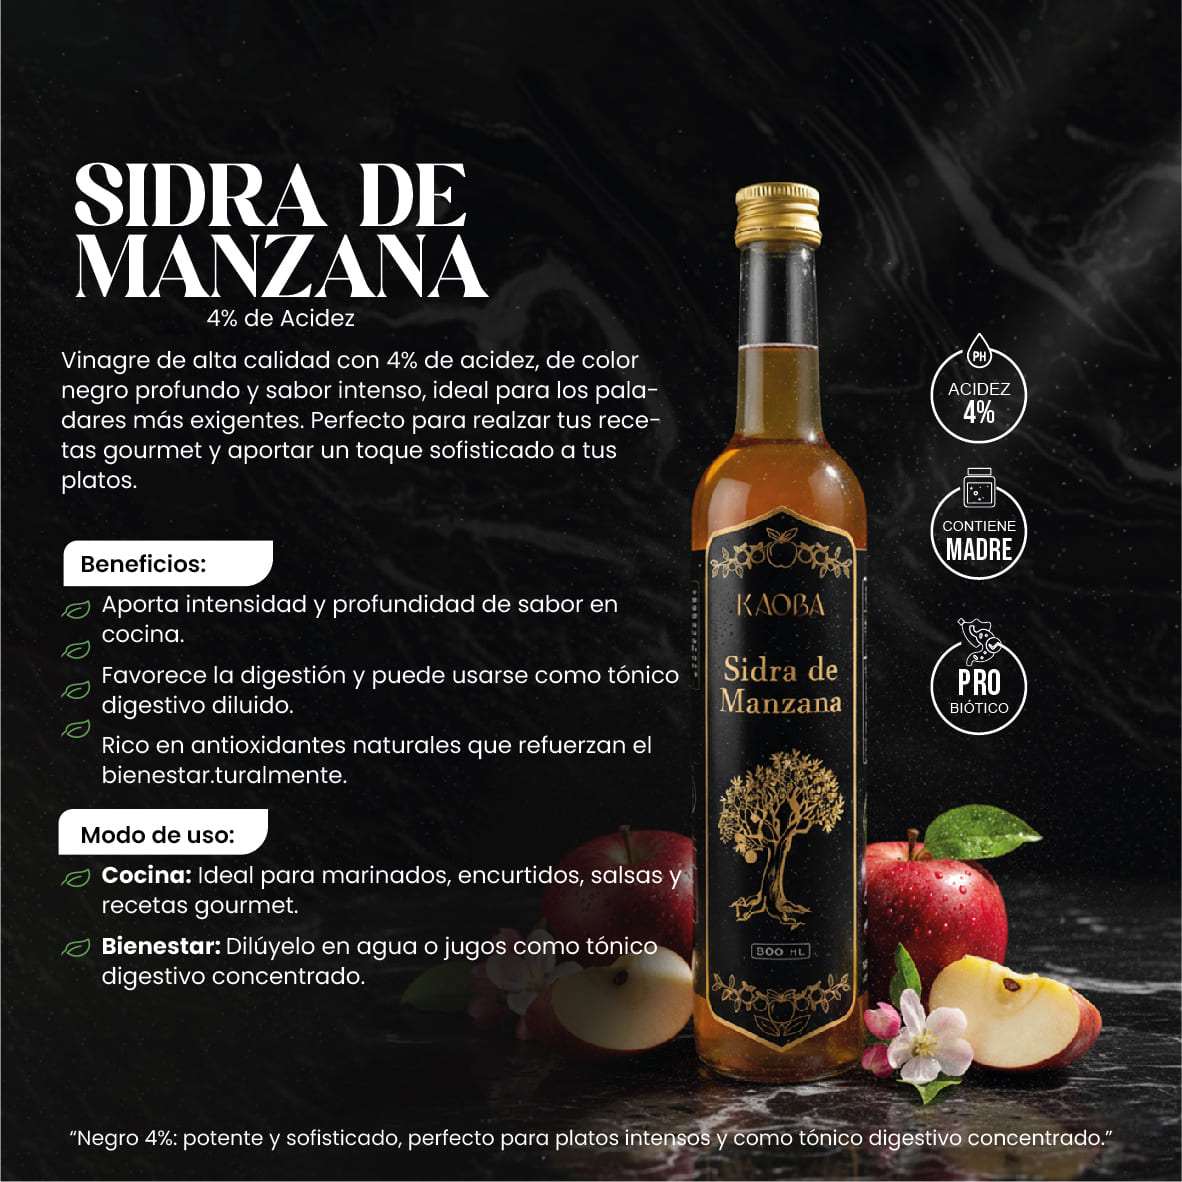 SIDRA DE
MANZANA
4% de Acidez
Vinagre de alta calidad con 4% de acidez, de color
negro profundo y sabor intenso, ideal para los pala-
dares más exigentes. Perfecto para realzar tus rece-
tas gourmet y aportar un toque sofisticado a tus
platos.
Beneficios:
Aporta intensidad y profundidad de sabor en
cocina.
Favorece la digestión y puede usarse como tónico
digestivo diluido.
Rico en antioxidantes naturales que refuerzan el
bienestar.turalmente.
Modo de uso:
Cocina: Ideal para marinados, encurtidos, salsas y
recetas gourmet.
Bienestar: Dilúyelo en agua o jugos como tónico
digestivo concentrado.
KAOBA
Sidra de
Manzana
500 ML
PH
ACIDEZ
4%
CONTIENE
MADRE
PRO
BIÓTICO
“Negro 4%: potente y sofisticado, perfecto para platos intensos y como tónico digestivo concentrado.”